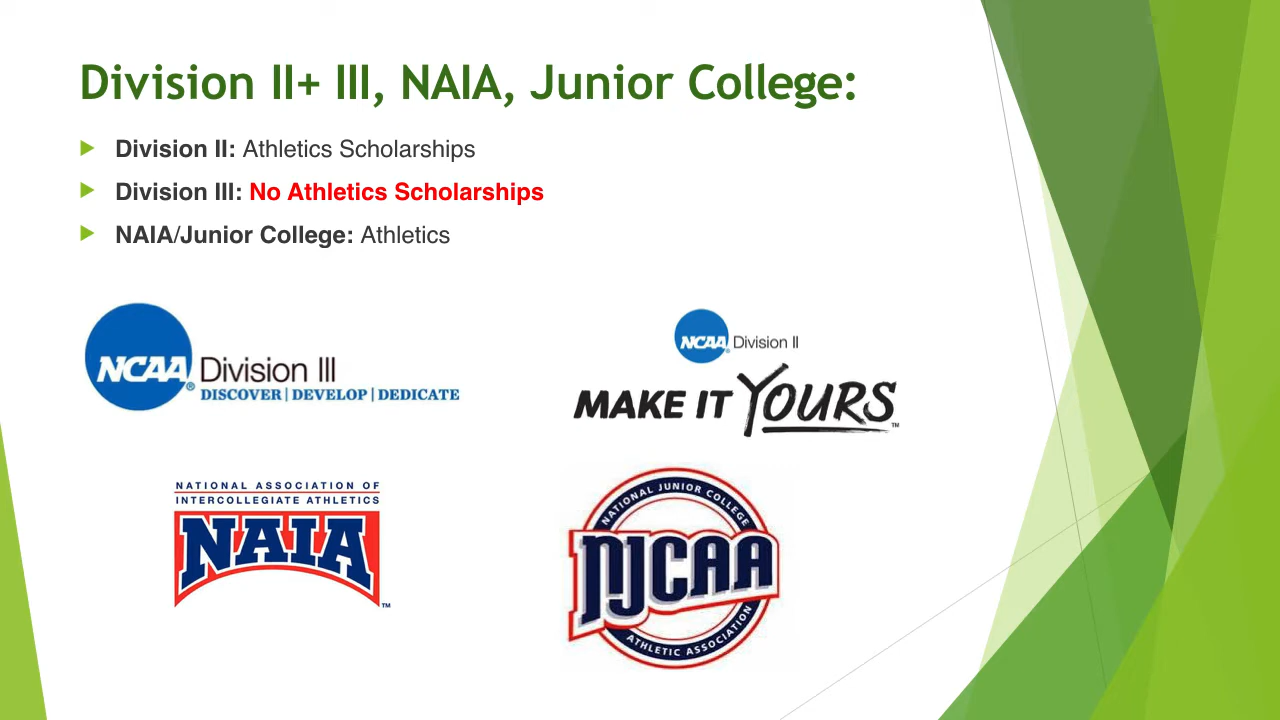 Division II+ III, NAIA, Junior College:
Division II: Athletics Scholarships
Division III: No Athletics Scholarships
NAIA/Junior College: Athletics
NCAA® Division III
DISCOVER | DEVELOP | DEDICATE
NCAA Division II
MAKE IT YOURS™
NATIONAL ASSOCIATION OF
INTERCOLLEGIATE ATHLETICS
NAIA™
NATIONAL JUNIOR COLLEGE
NJCAA
ATHLETIC ASSOCIATION